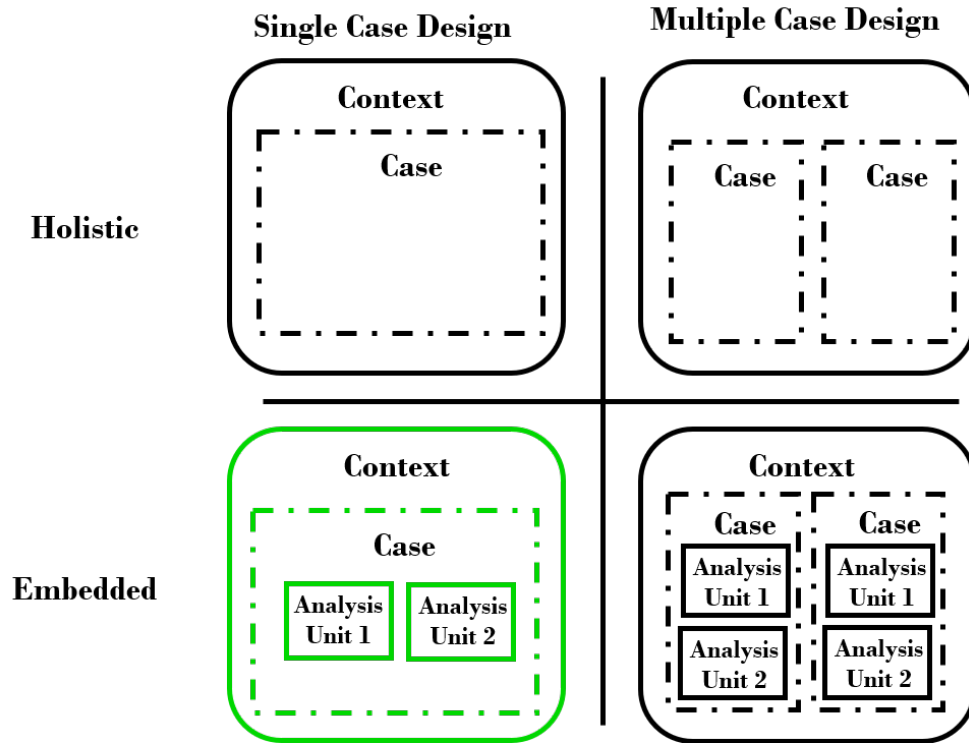 Single Case Design
Multiple Case Design
Holistic
Context
Case
Context
Case
Case
Embedded
Context
Case
Analysis
Unit 1
Analysis
Unit 2
Context
Case
Analysis
Unit 1
Analysis
Unit 2
Case
Analysis
Unit 1
Analysis
Unit 2